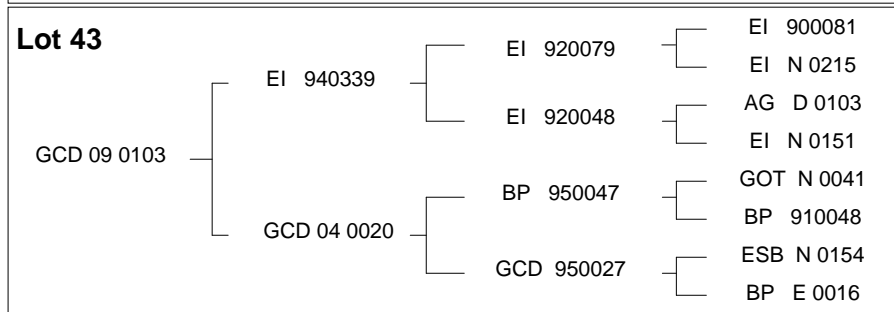 Lot 43
EI 900081
EI 920079
EI N 0215
EI 940339
AG D 0103
EI 920048
EI N 0151
GCD 09 0103
GOT N 0041
BP 950047
BP 910048
GCD 04 0020
ESB N 0154
GCD 950027
BP E 0016